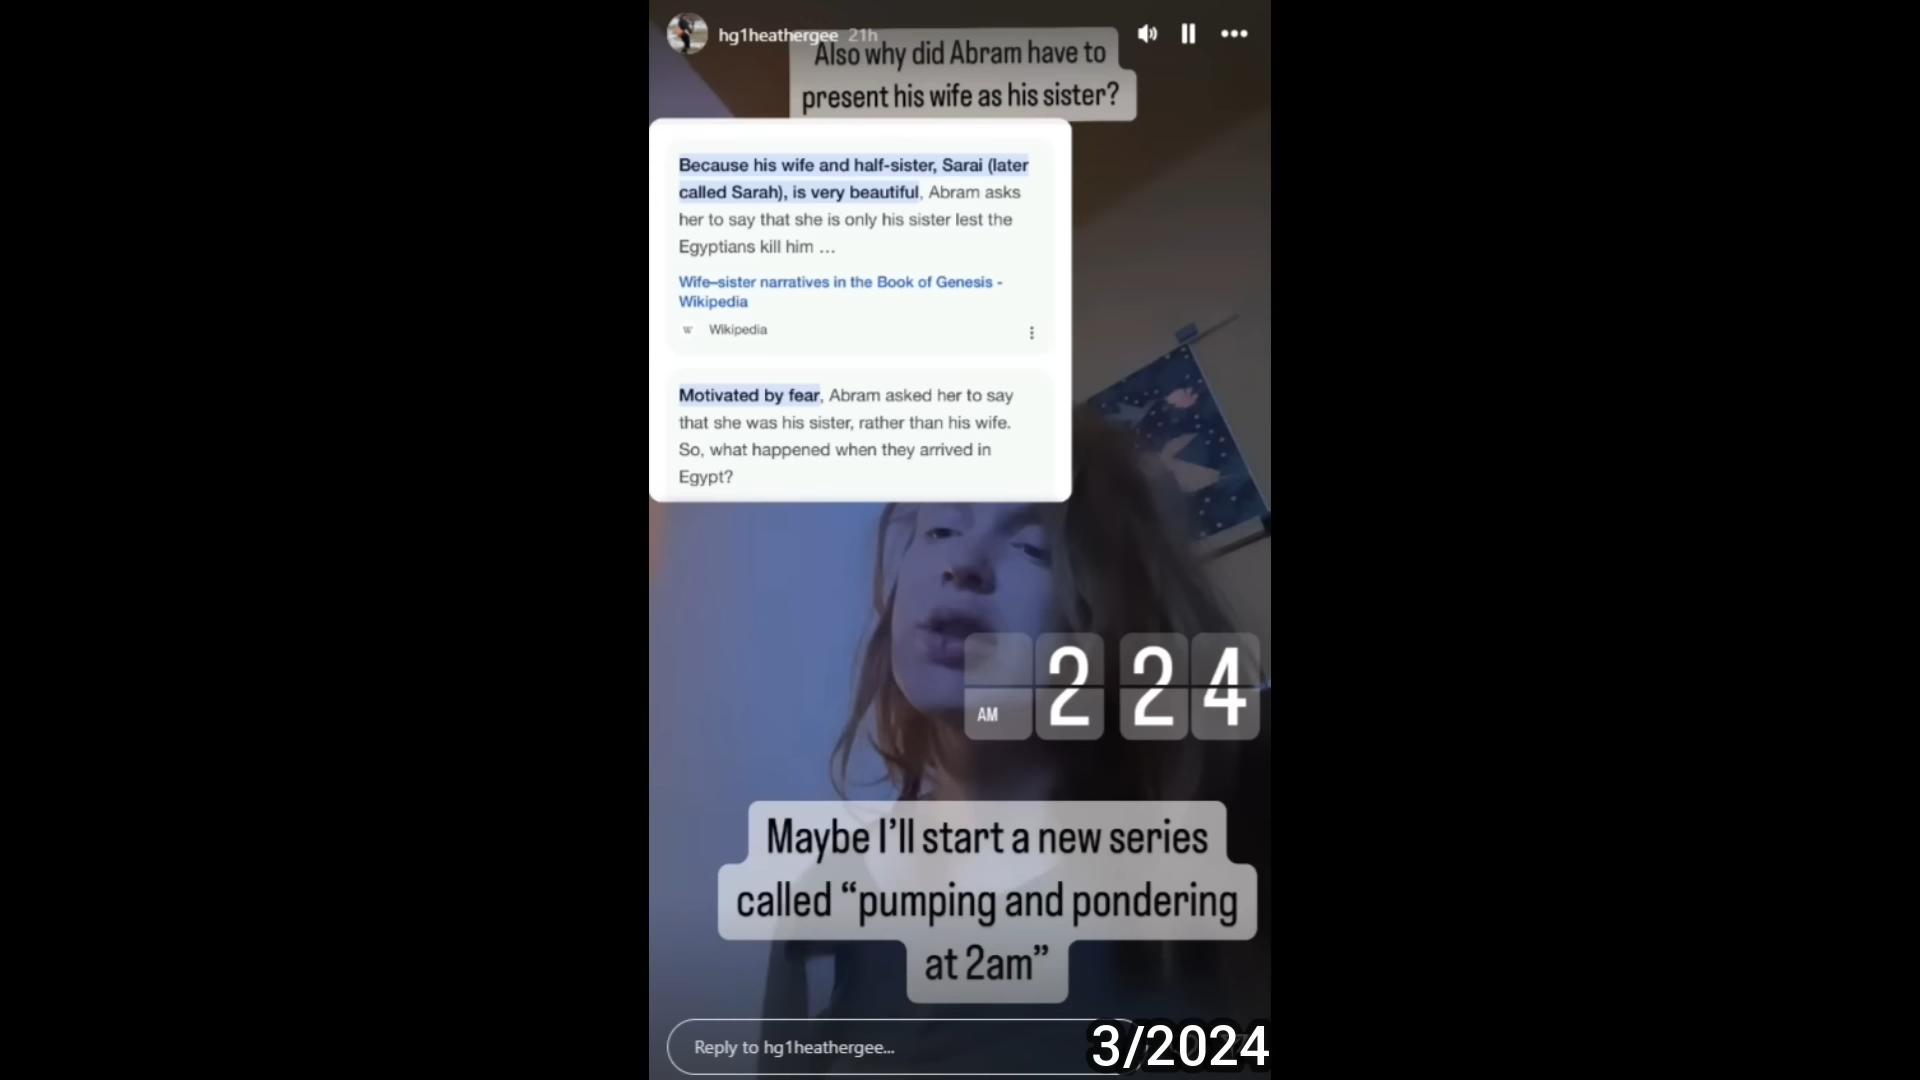 hg1heathergee 21h
Also why did Abram have to
present his wife as his sister?
Because his wife and half-sister, Sarai (later
called Sarah), is very beautiful, Abram asks
her to say that she is only his sister lest the
Egyptians kill him ...
Wife–sister narratives in the Book of Genesis -
Wikipedia
W Wikipedia
Motivated by fear, Abram asked her to say
that she was his sister, rather than his wife.
So, what happened when they arrived in
Egypt?
AM 2 24
Maybe I’ll start a new series
called “pumping and pondering
at 2am”
Reply to hg1heathergee...
3/2024